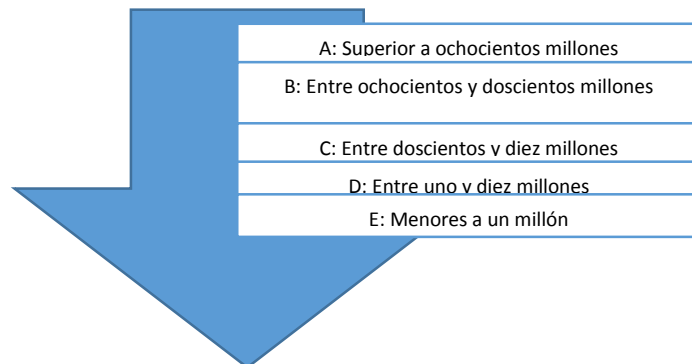 A: Superior a ochocientos millones
B: Entre ochocientos y doscientos millones
C: Entre doscientos y diez millones
D: Entre uno y diez millones
E: Menores a un millón